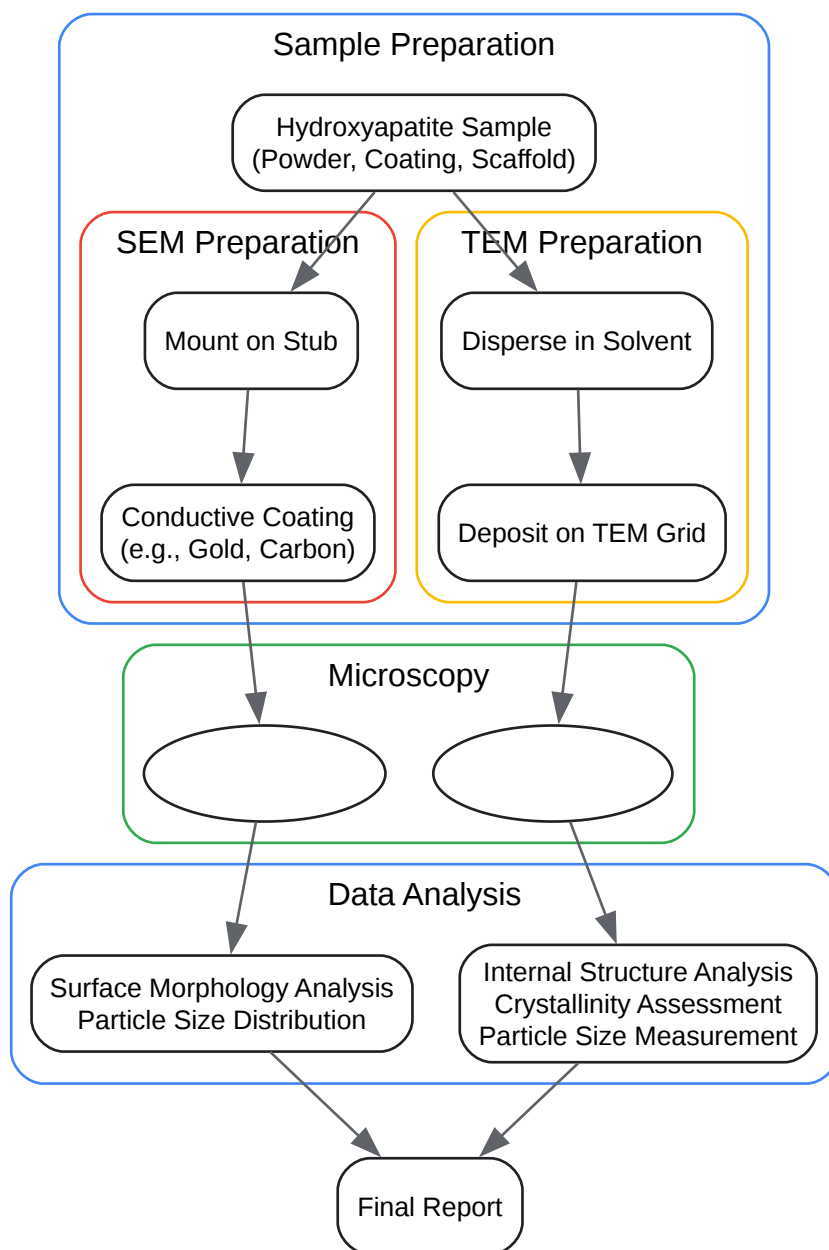 Sample Preparation
Hydroxyapatite Sample
(Powder, Coating, Scaffold)
SEM Preparation
TEM Preparation
Mount on Stub
Disperse in Solvent
Conductive Coating
(e.g., Gold, Carbon)
Deposit on TEM Grid
Microscopy
Data Analysis
Surface Morphology Analysis
Particle Size Distribution
Internal Structure Analysis
Crystallinity Assessment
Particle Size Measurement
Final Report